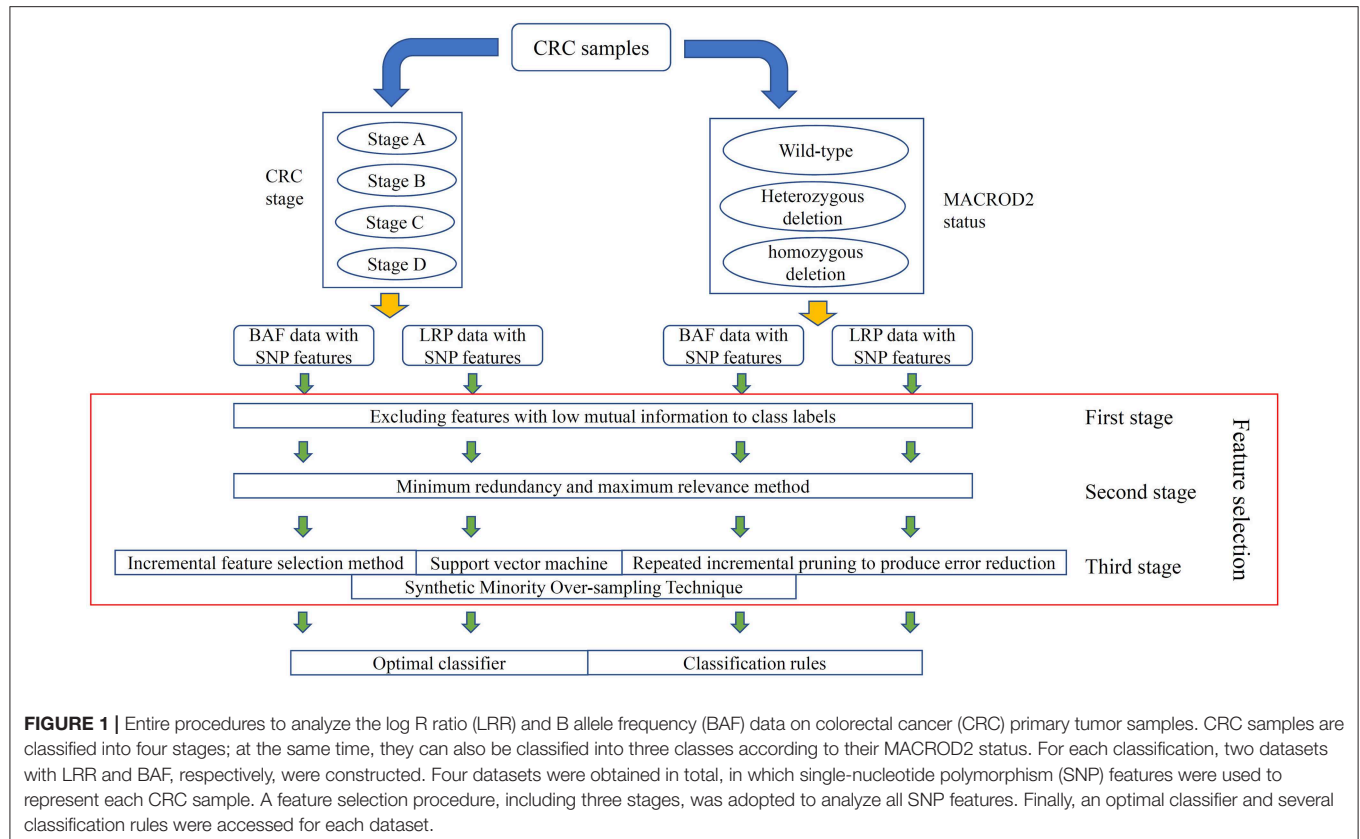 CRC samples
CRC
stage
Stage A
Stage B
Stage C
Stage D
Wild-type
Heterozygous
deletion
homozygous
deletion
MACROD2
status
BAF data with
SNP features
LRP data with
SNP features
BAF data with
SNP features
LRP data with
SNP features
Excluding features with low mutual information to class labels
First stage
Minimum redundancy and maximum relevance method
Second stage
Incremental feature selection method
Support vector machine
Repeated incremental pruning to produce error reduction
Third stage
Synthetic Minority Over-sampling Technique
Feature selection
Optimal classifier
Classification rules
FIGURE 1 | Entire procedures to analyze the log R ratio (LRR) and B allele frequency (BAF) data on colorectal cancer (CRC) primary tumor samples. CRC samples are
classified into four stages; at the same time, they can also be classified into three classes according to their MACROD2 status. For each classification, two datasets
with LRR and BAF, respectively, were constructed. Four datasets were obtained in total, in which single-nucleotide polymorphism (SNP) features were used to
represent each CRC sample. A feature selection procedure, including three stages, was adopted to analyze all SNP features. Finally, an optimal classifier and several
classification rules were accessed for each dataset.